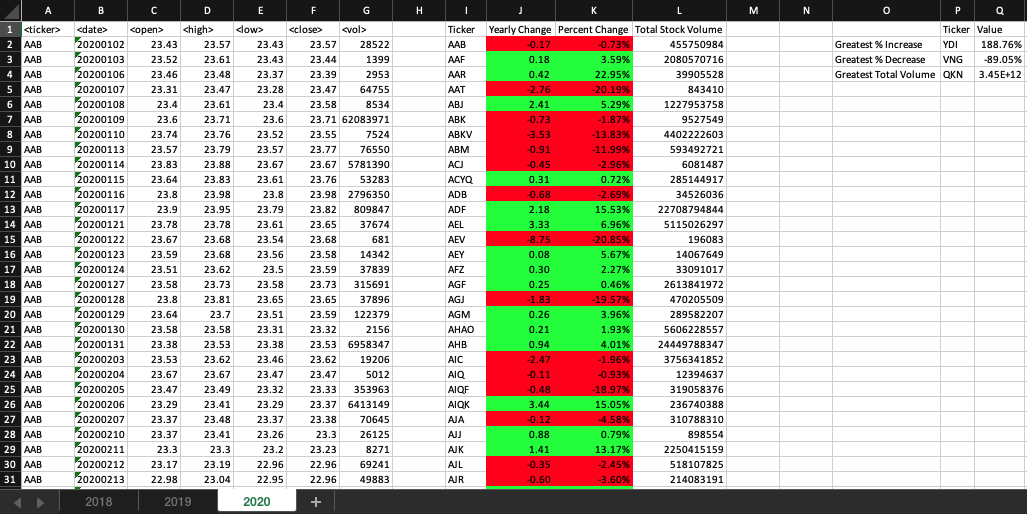 A B C D E F G H I J K L M N O P Q
1 <ticker> <date> <open> <high> <low> <close> <vol> Ticker Yearly Change Percent Change Total Stock Volume Ticker Value
2 AAB 20200102 23.43 23.57 23.43 23.57 28522 AAB -0.17 -0.73% 455750984 Greatest % Increase YDI 188.76%
3 AAB 20200103 23.52 23.61 23.43 23.44 1399 AAF 0.18 3.59% 2080570716 Greatest % Decrease VNG -89.05%
4 AAB 20200106 23.46 23.48 23.37 23.39 2953 AAR 0.42 22.95% 39905528 Greatest Total Volume QKN 3.45E+12
5 AAB 20200107 23.31 23.47 23.28 23.47 64755 AAT -2.76 -20.19% 843410
6 AAB 20200108 23.4 23.61 23.4 23.58 8534 ABJ 2.41 5.29% 1227953758
7 AAB 20200109 23.6 23.71 23.6 23.71 62083971 ABK -0.73 -1.87% 9527549
8 AAB 20200110 23.74 23.76 23.52 23.55 7524 ABKV -3.53 -13.83% 4402222603
9 AAB 20200113 23.57 23.79 23.57 23.77 76550 ABM -0.91 -11.99% 593492721
10 AAB 20200114 23.83 23.88 23.67 23.67 5781390 ACJ -0.45 -2.96% 6081487
11 AAB 20200115 23.64 23.83 23.61 23.76 53283 ACYQ 0.31 0.72% 285144917
12 AAB 20200116 23.8 23.98 23.8 23.98 2796350 ADB -0.68 -2.69% 34526036
13 AAB 20200117 23.9 23.95 23.79 23.82 809847 ADF 2.18 15.53% 22708794844
14 AAB 20200121 23.78 23.78 23.61 23.65 37674 AEL 3.33 6.96% 5115026297
15 AAB 20200122 23.67 23.68 23.54 23.68 681 AEV -8.75 -20.85% 196083
16 AAB 20200123 23.59 23.68 23.56 23.58 14342 AEY 0.08 5.67% 14067649
17 AAB 20200124 23.51 23.62 23.5 23.59 37839 AFZ 0.30 2.27% 33091017
18 AAB 20200127 23.58 23.73 23.58 23.73 315691 AGF 0.25 0.46% 2613841972
19 AAB 20200128 23.8 23.81 23.65 23.65 37896 AGJ -1.83 -19.57% 470205509
20 AAB 20200129 23.64 23.7 23.51 23.59 122379 AGM 0.26 3.96% 289582207
21 AAB 20200130 23.58 23.58 23.31 23.32 2156 AHAO 0.21 1.93% 5606228557
22 AAB 20200131 23.38 23.53 23.38 23.53 6958347 AHB 0.94 4.01% 24449788347
23 AAB 20200203 23.53 23.62 23.46 23.62 19206 AIC -2.47 -1.96% 3756341852
24 AAB 20200204 23.67 23.67 23.47 23.47 5012 AIQ -0.11 -0.93% 12394637
25 AAB 20200205 23.47 23.49 23.32 23.33 353963 AIQF -0.48 -18.97% 319058376
26 AAB 20200206 23.29 23.41 23.29 23.37 6413149 AIQK 3.44 15.05% 236740388
27 AAB 20200207 23.37 23.48 23.37 23.38 70645 AJA -0.12 -4.58% 310788310
28 AAB 20200210 23.37 23.41 23.26 23.3 26125 AJJ 0.88 0.79% 898554
29 AAB 20200211 23.3 23.3 23.2 23.23 8271 AJK 1.41 13.17% 2250415159
30 AAB 20200212 23.17 23.19 22.96 22.96 69241 AJL -0.35 -2.45% 518107825
31 AAB 20200213 22.98 23.04 22.95 22.96 49883 AJR -0.60 -3.60% 214083191
2018 2019 2020 +